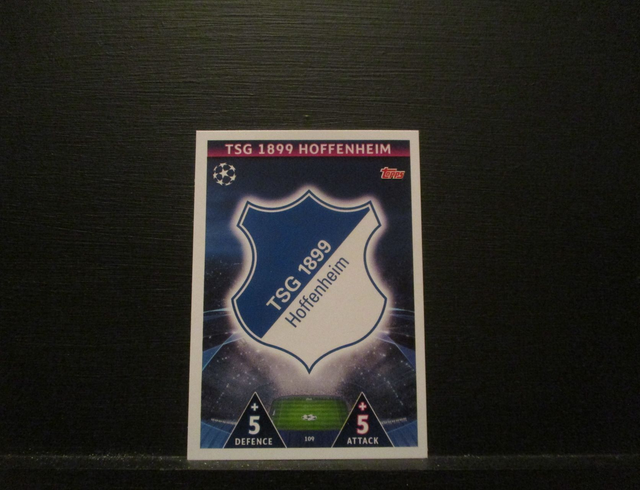 TSG 1899 HOFFENHEIM
Topps
TSG 1899
Hoffenheim
+
5
DEFENCE
109
+
5
ATTACK